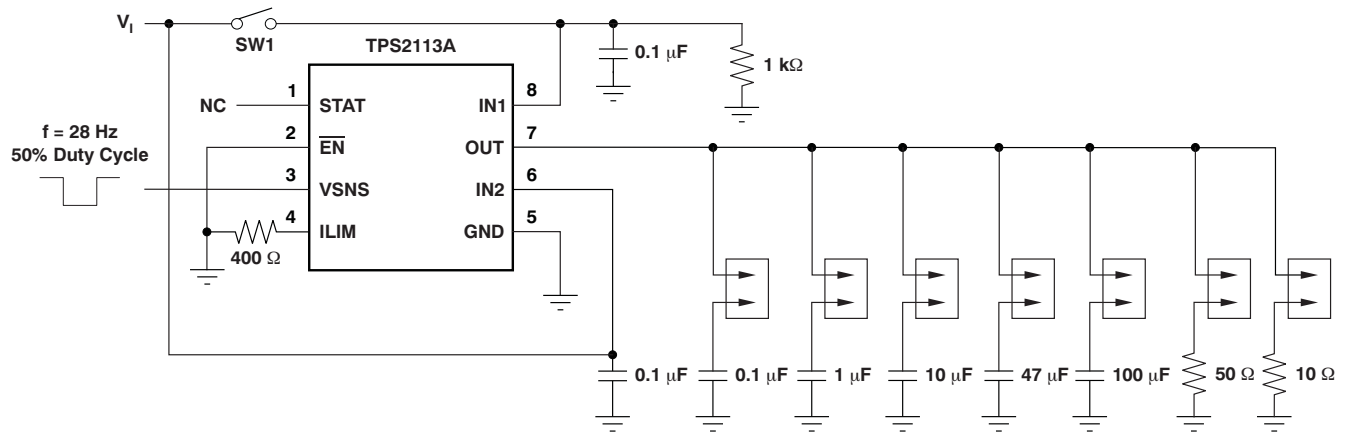 V_I
SW1
TPS2113A
0.1 μF
1 kΩ
NC
1
STAT
IN1
8
f = 28 Hz
50% Duty Cycle
2
E̅N̅
OUT
7
3
VSNS
IN2
6
4
ILIM
GND
5
400 Ω
0.1 μF
0.1 μF
1 μF
10 μF
47 μF
100 μF
50 Ω
10 Ω